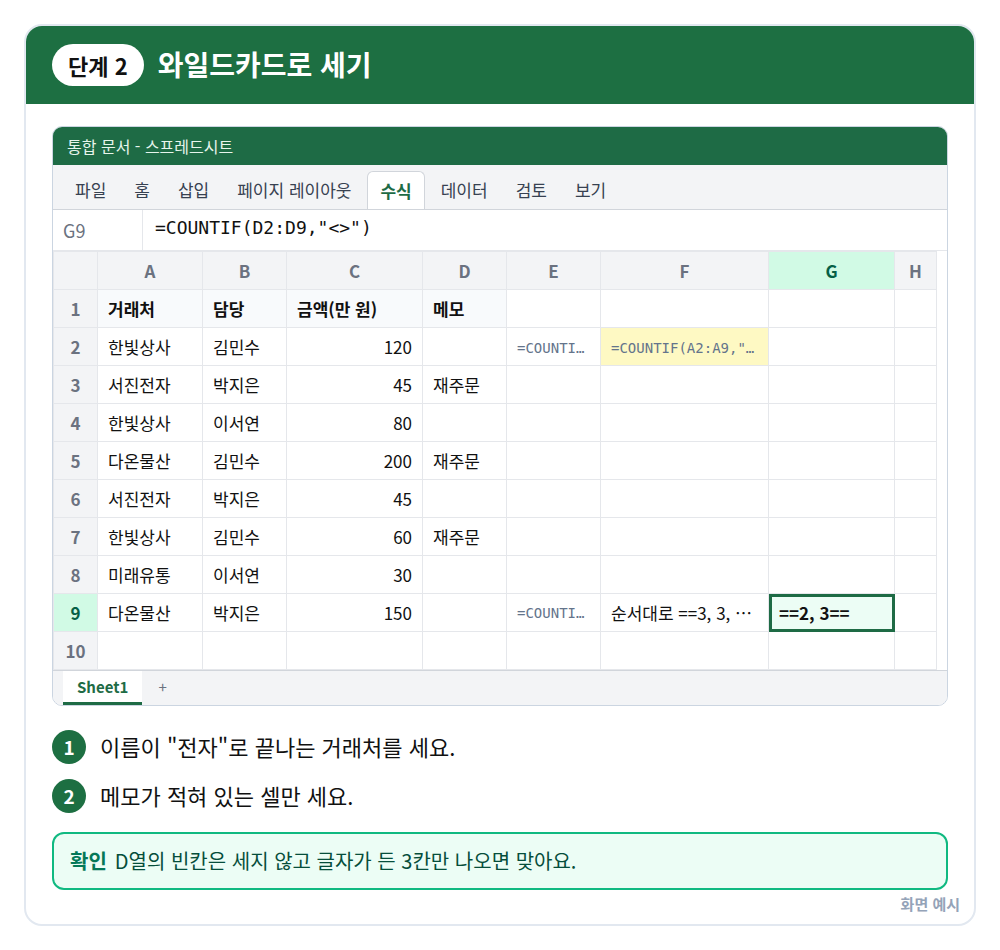 단계 2 와일드카드로 세기
통합 문서 - 스프레드시트
파일 홈 삽입 페이지 레이아웃 수식 데이터 검토 보기
G9 =COUNTIF(D2:D9,"<>")
A B C D E F G H
1 거래처 담당 금액(만 원) 메모
2 한빛상사 김민수 120 =COUNTI… =COUNTIF(A2:A9,"…
3 서진전자 박지은 45 재주문
4 한빛상사 이서연 80
5 다온물산 김민수 200 재주문
6 서진전자 박지은 45
7 한빛상사 김민수 60 재주문
8 미래유통 이서연 30
9 다온물산 박지은 150 =COUNTI… 순서대로 ==3, 3, … ==2, 3==
10
Sheet1 +
1 이름이 "전자"로 끝나는 거래처를 세요.
2 메모가 적혀 있는 셀만 세요.
확인 D열의 빈칸은 세지 않고 글자가 든 3칸만 나오면 맞아요.
화면 예시